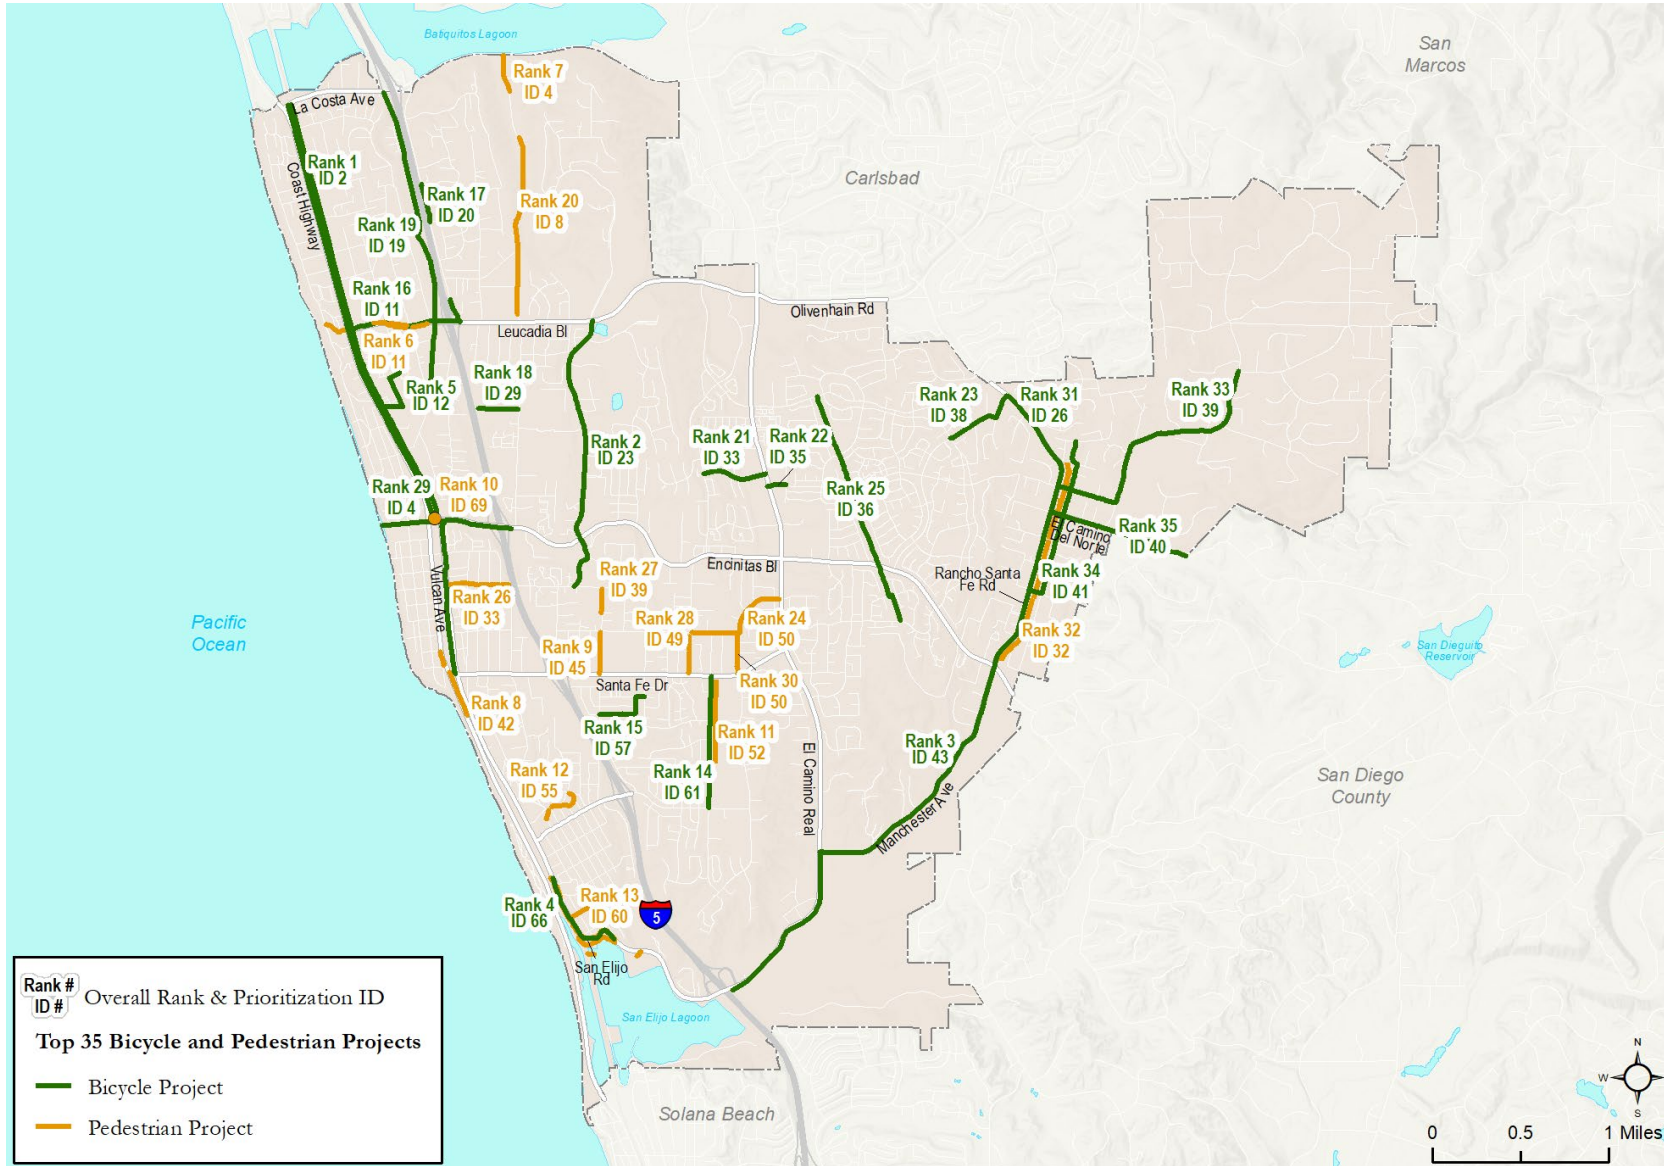 Batiquitos Lagoon
San
Marcos
Rank 7
ID 4
La Costa Ave
Rank 1
ID 2
Coast Highway
Carlsbad
Rank 17
ID 20
Rank 20
ID 8
Rank 19
ID 19
Rank 16
ID 11
Olivenhain Rd
Leucadia Bl
Rank 6
ID 11
Rank 5
ID 12
Rank 18
ID 29
Rank 23
ID 38
Rank 31
ID 26
Rank 33
ID 39
Rank 2
ID 23
Rank 21
ID 33
Rank 22
ID 35
Rank 25
ID 36
Rank 29
ID 4
Rank 10
ID 69
El Camino
Del Norte
Rank 35
ID 40
Encinitas Bl
Rancho Santa
Fe Rd
Rank 34
ID 41
Vulcan Ave
Rank 27
ID 39
Rank 26
ID 33
Rank 28
ID 49
Rank 24
ID 50
Pacific
Ocean
Rank 9
ID 45
Rank 32
ID 32
San Dieguito
Reservoir
Santa Fe Dr
Rank 30
ID 50
Rank 8
ID 42
Rank 15
ID 57
Rank 11
ID 52
Rank 3
ID 43
Rank 12
ID 55
Rank 14
ID 61
El Camino Real
Manchester Ave
San Diego
County
Rank 4
ID 66
Rank 13
ID 60
5
San Elijo
Rd
San Elijo Lagoon
Solana Beach
Rank #
ID #
Overall Rank & Prioritization ID
Top 35 Bicycle and Pedestrian Projects
Bicycle Project
Pedestrian Project
N
W
S
0 0.5 1 Miles